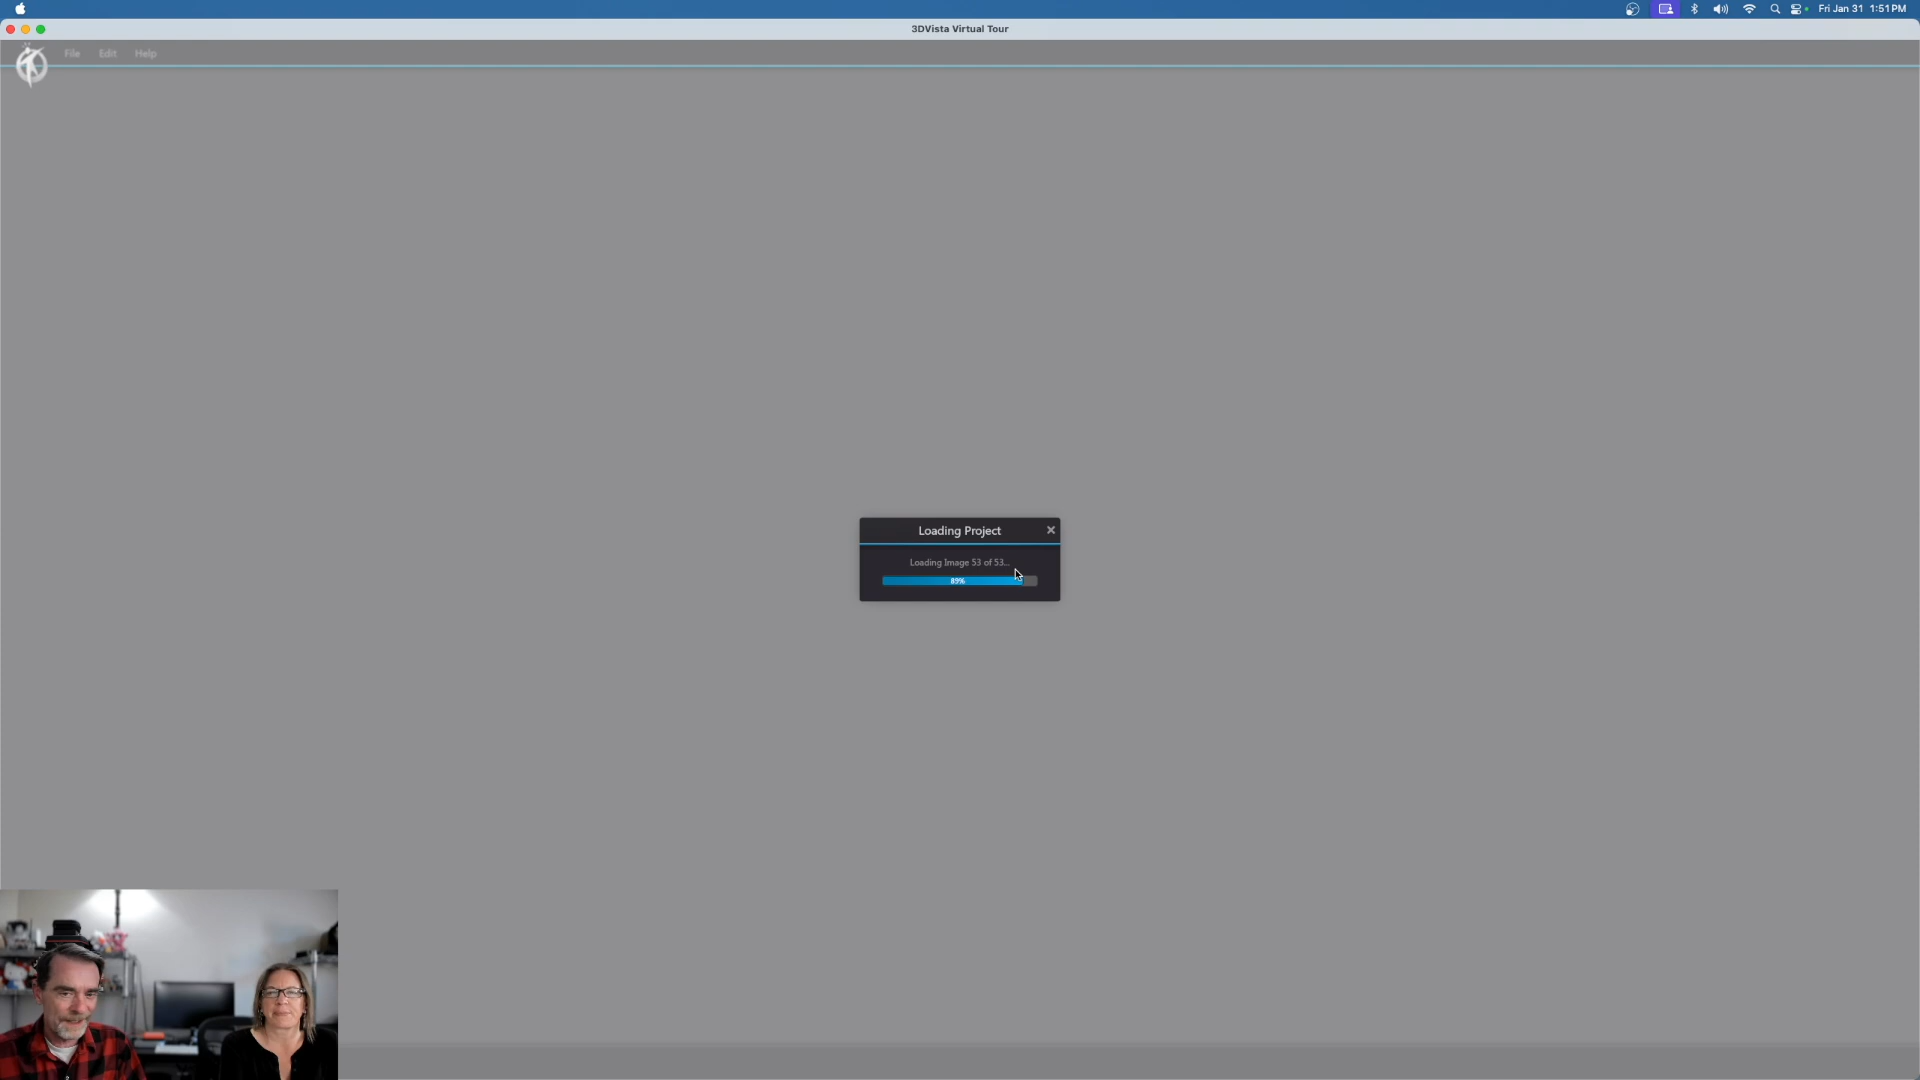 Fri Jan 31 1:51 PM
3DVista Virtual Tour
File Edit Help
Loading Project
Loading Image 53 of 53...
89%